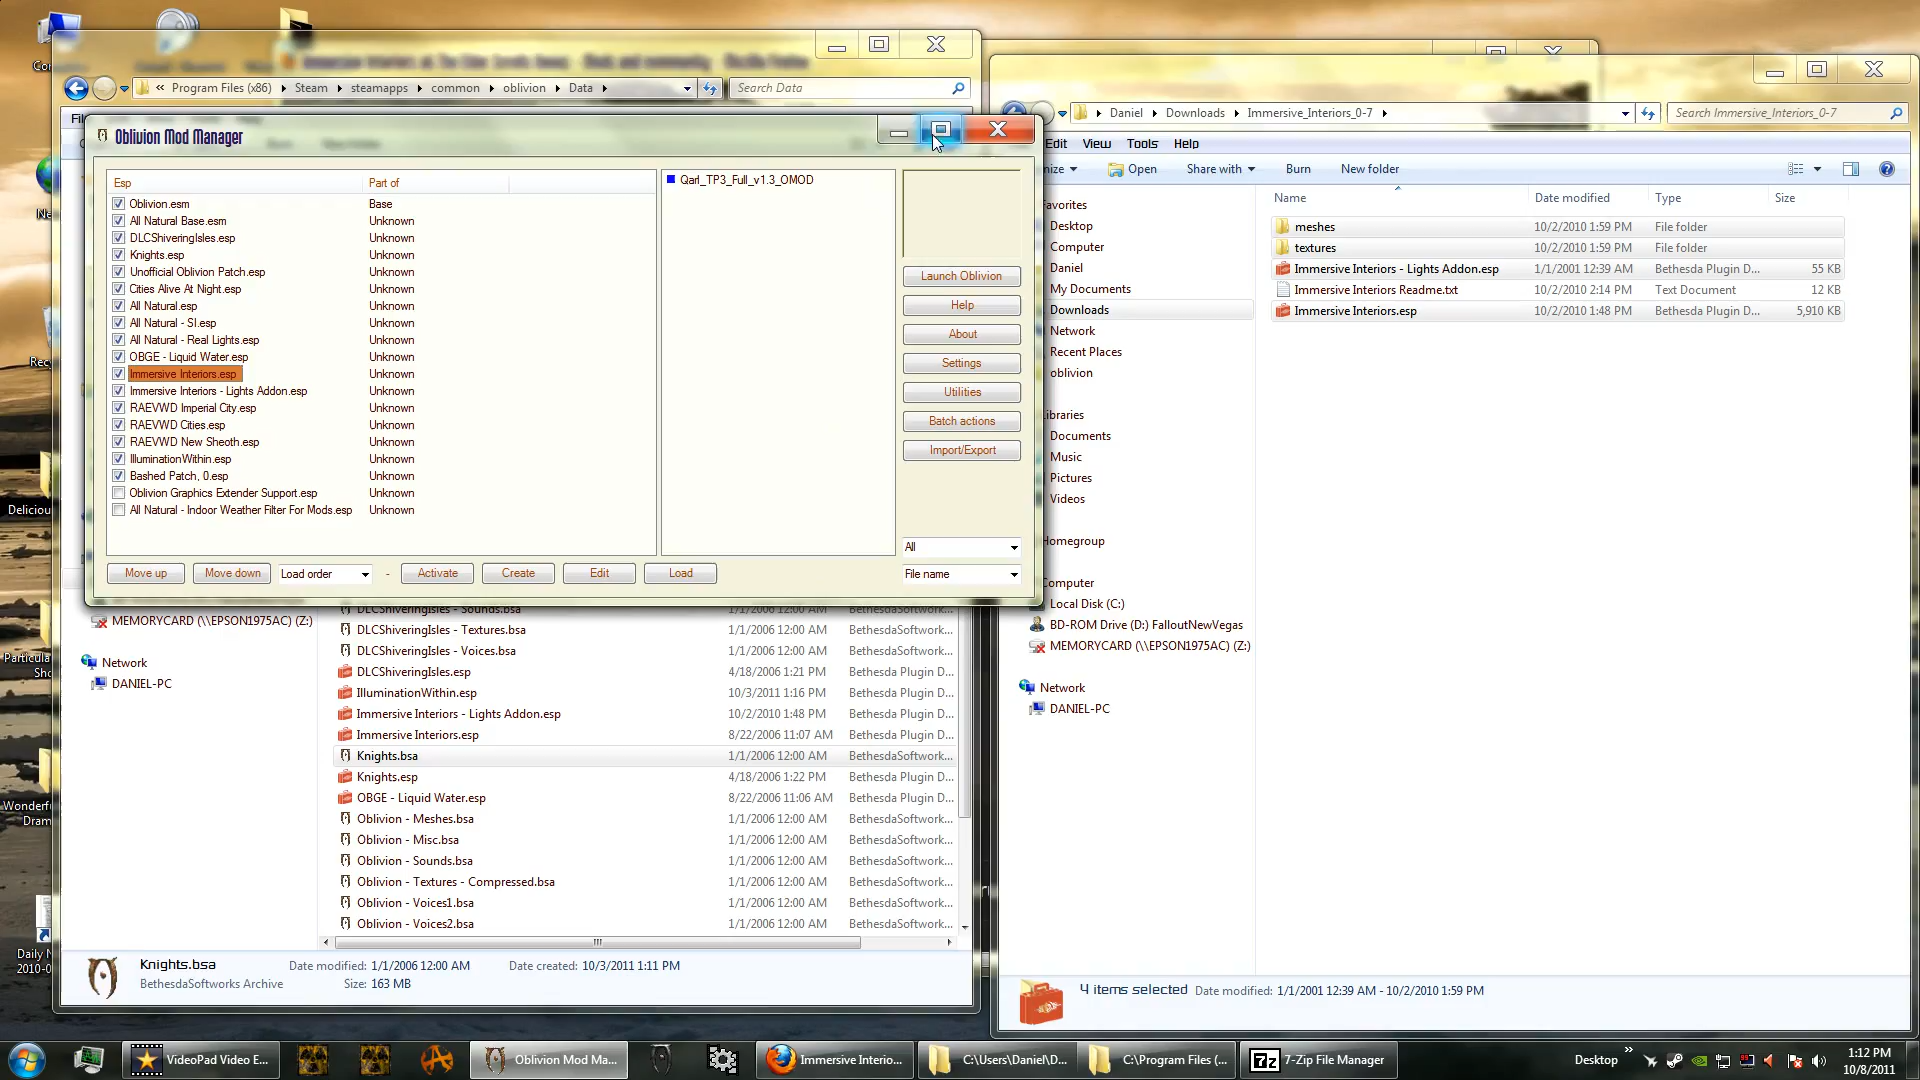 Program Files (x86) Steam steamapps common oblivion Data
Search Data
Oblivion Mod Manager
Esp Part of
Oblivion.esm Base
All Natural Base.esm Unknown
DLCShiveringIsles.esp Unknown
Knights.esp Unknown
Unofficial Oblivion Patch.esp Unknown
Cities Alive At Night.esp Unknown
All Natural.esp Unknown
All Natural - SI.esp Unknown
All Natural - Real Lights.esp Unknown
OBGE - Liquid Water.esp Unknown
Immersive Interiors.esp Unknown
Immersive Interiors - Lights Addon.esp Unknown
RAEVWD Imperial City.esp Unknown
RAEVWD Cities.esp Unknown
RAEVWD New Sheoth.esp Unknown
IlluminationWithin.esp Unknown
Bashed Patch, 0.esp Unknown
Oblivion Graphics Extender Support.esp Unknown
All Natural - Indoor Weather Filter For Mods.esp Unknown
Qarl_TP3_Full_v1.3_OMOD
Launch Oblivion
Help
About
Settings
Utilities
Batch actions
Import/Export
All
File name
Move up Move down Load order - Activate Create Edit Load
DLCShiveringIsles - Sounds.bsa 1/1/2006 12:00 AM BethesdaSoftwork...
DLCShiveringIsles - Textures.bsa 1/1/2006 12:00 AM BethesdaSoftwork...
DLCShiveringIsles - Voices.bsa 1/1/2006 12:00 AM BethesdaSoftwork...
DLCShiveringIsles.esp 4/18/2006 1:21 PM Bethesda Plugin D...
IlluminationWithin.esp 10/3/2011 1:16 PM Bethesda Plugin D...
Immersive Interiors - Lights Addon.esp 10/2/2010 1:48 PM Bethesda Plugin D...
Immersive Interiors.esp 8/22/2006 11:07 AM Bethesda Plugin D...
Knights.bsa 1/1/2006 12:00 AM BethesdaSoftwork...
Knights.esp 4/18/2006 1:22 PM Bethesda Plugin D...
OBGE - Liquid Water.esp 8/22/2006 11:06 AM Bethesda Plugin D...
Oblivion - Meshes.bsa 1/1/2006 12:00 AM BethesdaSoftwork...
Oblivion - Misc.bsa 1/1/2006 12:00 AM BethesdaSoftwork...
Oblivion - Sounds.bsa 1/1/2006 12:00 AM BethesdaSoftwork...
Oblivion - Textures - Compressed.bsa 1/1/2006 12:00 AM BethesdaSoftwork...
Oblivion - Voices1.bsa 1/1/2006 12:00 AM BethesdaSoftwork...
Oblivion - Voices2.bsa 1/1/2006 12:00 AM BethesdaSoftwork...
MEMORYCARD (\\EPSON1975AC) (Z:)
Network
DANIEL-PC
Knights.bsa Date modified: 1/1/2006 12:00 AM Date created: 10/3/2011 1:11 PM
BethesdaSoftworks Archive Size: 163 MB
Daniel Downloads Immersive_Interiors_0-7
Search Immersive_Interiors_0-7
Edit View Tools Help
Open Share with Burn New folder
Name Date modified Type Size
meshes 10/2/2010 1:59 PM File folder
textures 10/2/2010 1:59 PM File folder
Immersive Interiors - Lights Addon.esp 1/1/2001 12:39 AM Bethesda Plugin D... 55 KB
Immersive Interiors Readme.txt 10/2/2010 2:14 PM Text Document 12 KB
Immersive Interiors.esp 10/2/2010 1:48 PM Bethesda Plugin D... 5,910 KB
Desktop
Computer
Daniel
My Documents
Downloads
Network
Recent Places
oblivion
Documents
Music
Pictures
Videos
Local Disk (C:)
BD-ROM Drive (D:) FalloutNewVegas
MEMORYCARD (\\EPSON1975AC) (Z:)
Network
DANIEL-PC
4 items selected Date modified: 1/1/2001 12:39 AM - 10/2/2010 1:59 PM
VideoPad Video E...
Oblivion Mod Ma...
Immersive Interio...
C:\Users\Daniel\D...
C:\Program Files (...
7z
7-Zip File Manager
Desktop
1:12 PM
10/8/2011